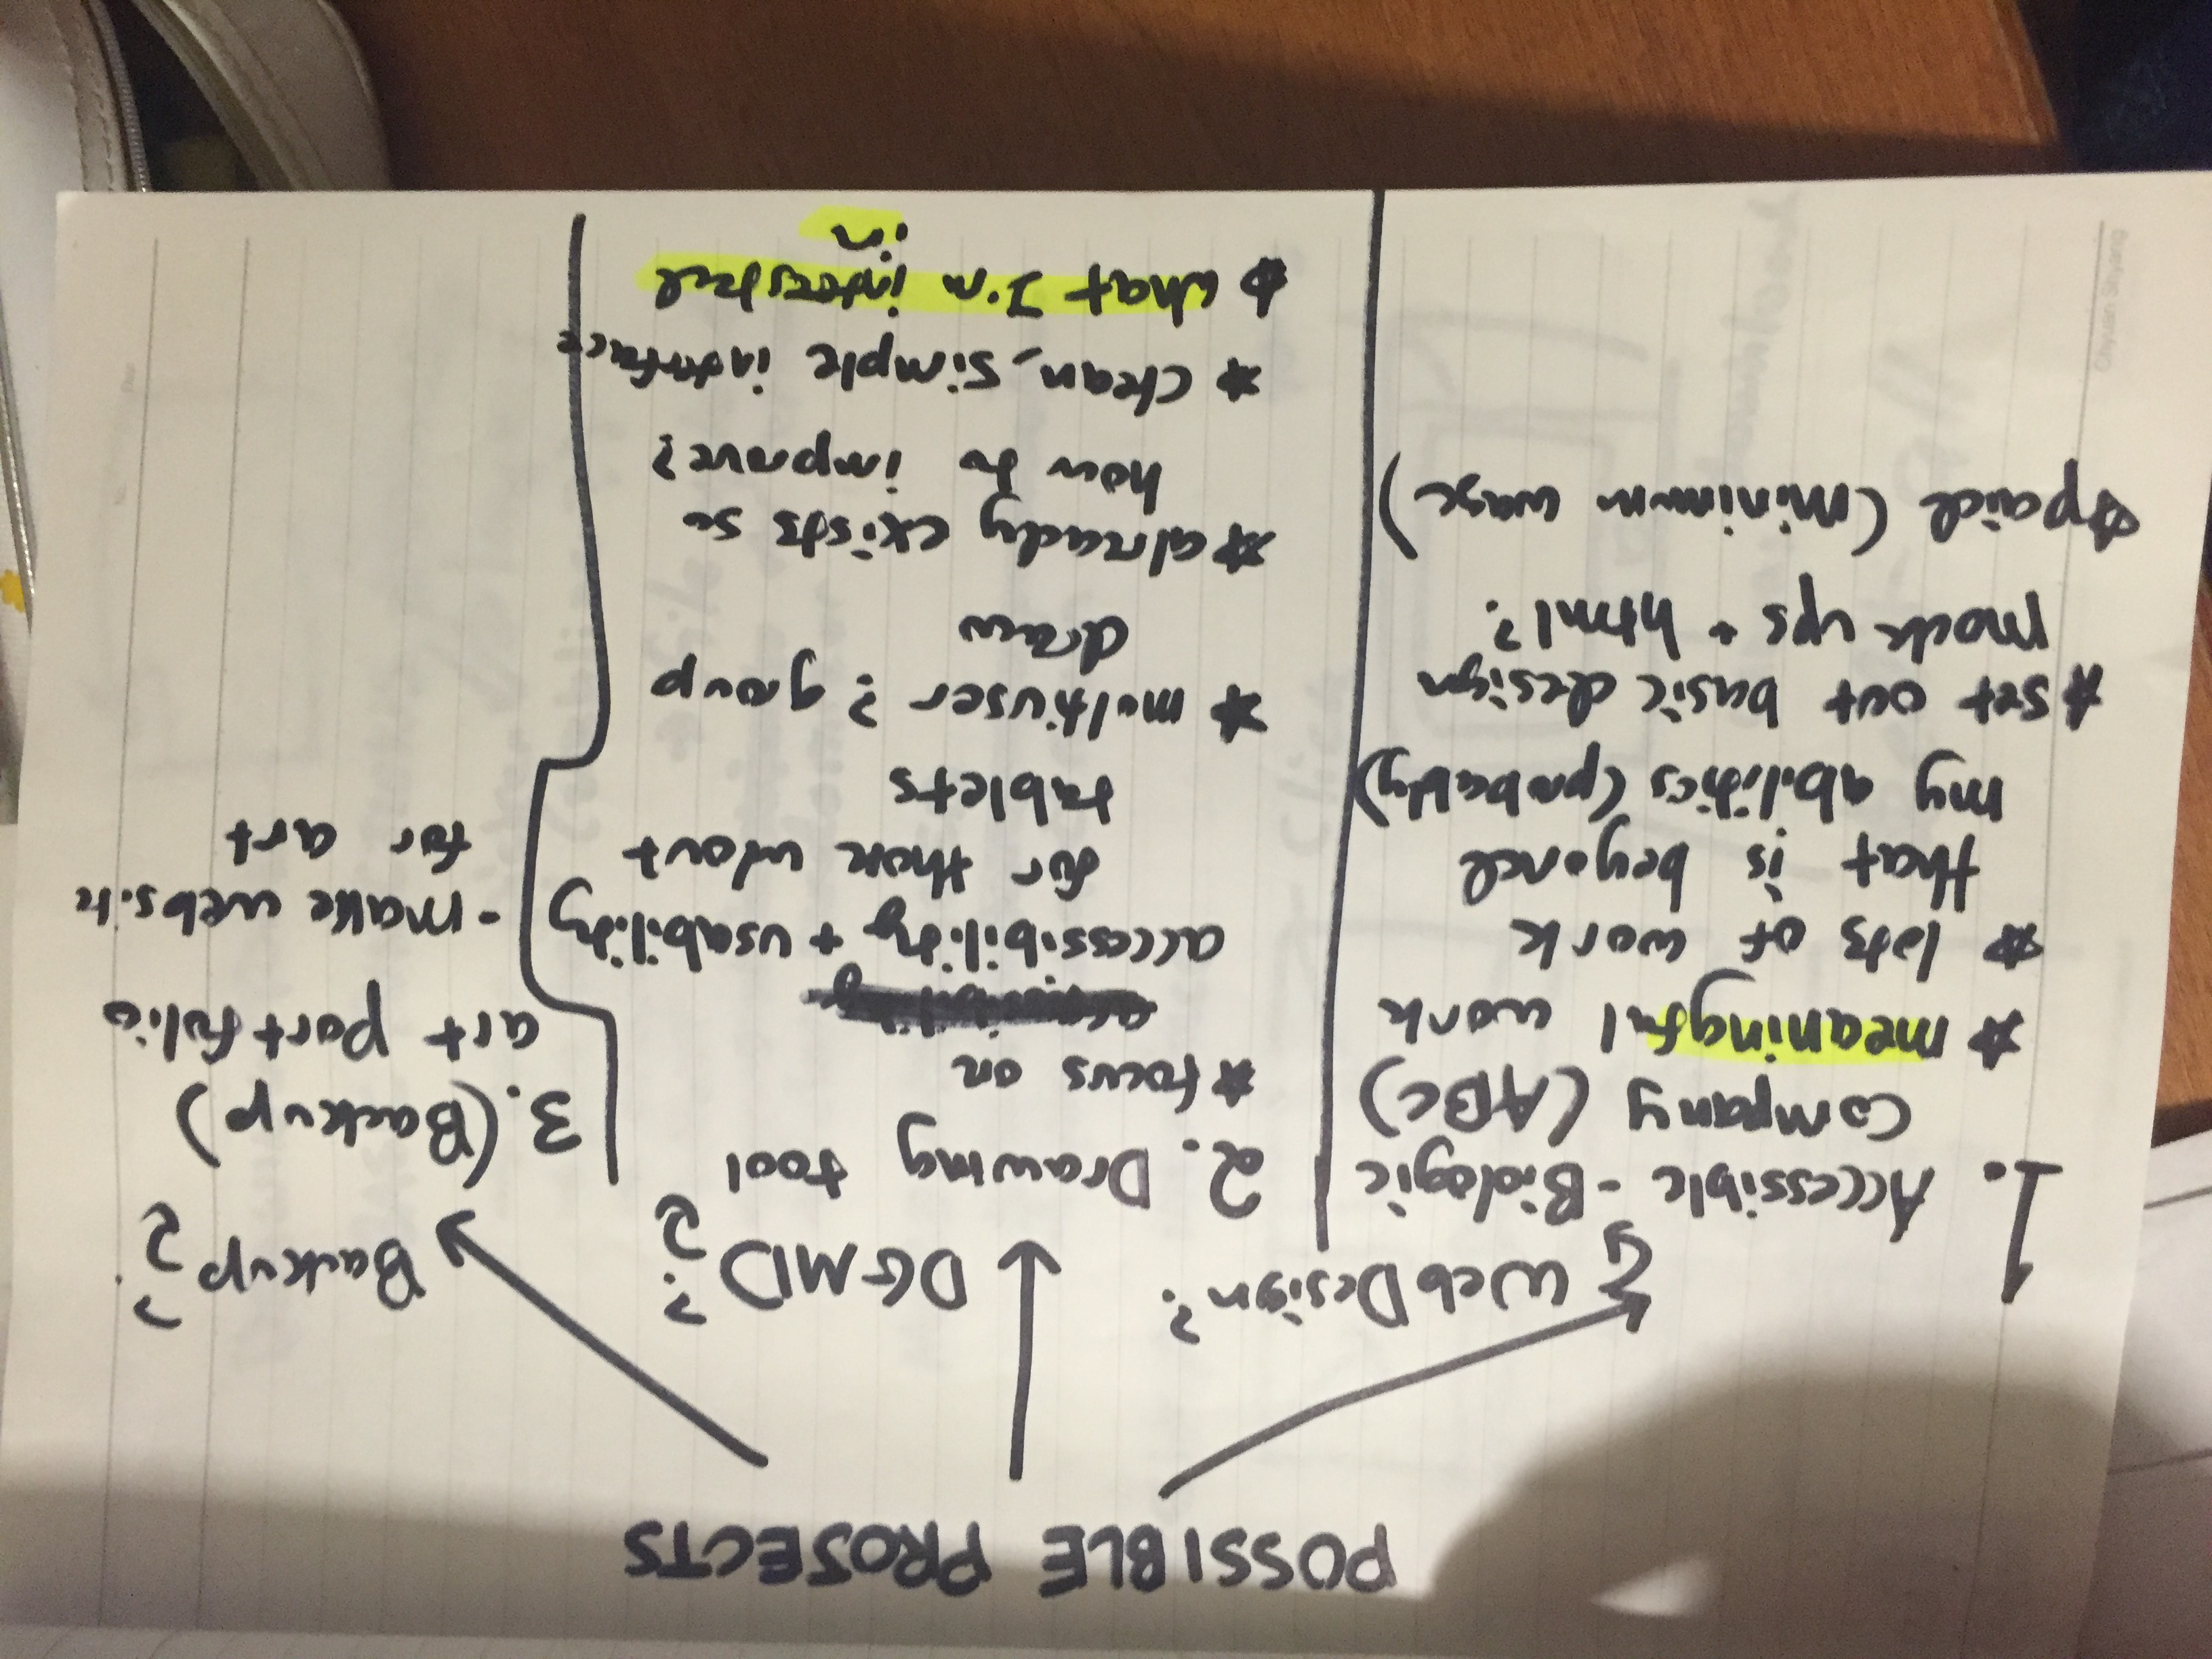 POSSIBLE PROJECTS
Web Design?
1. Accessible-Biologic
Company (ABC)
* meaningful work
* lots of work
that is beyond
my abilities (probably)
* set out basic design
mock ups + html?
* paid (minimum wage)
DGMD?
2. Drawing tool
* focus on
accessibility + usability
for those w/out
tablets
* multiuser? group
draw
* already exists so
how to improve?
* clean, simple interface
* what I'm interested
in
Backup?
3. (Backup)
art portfolio
- make website
for art
Chyuan Shyang